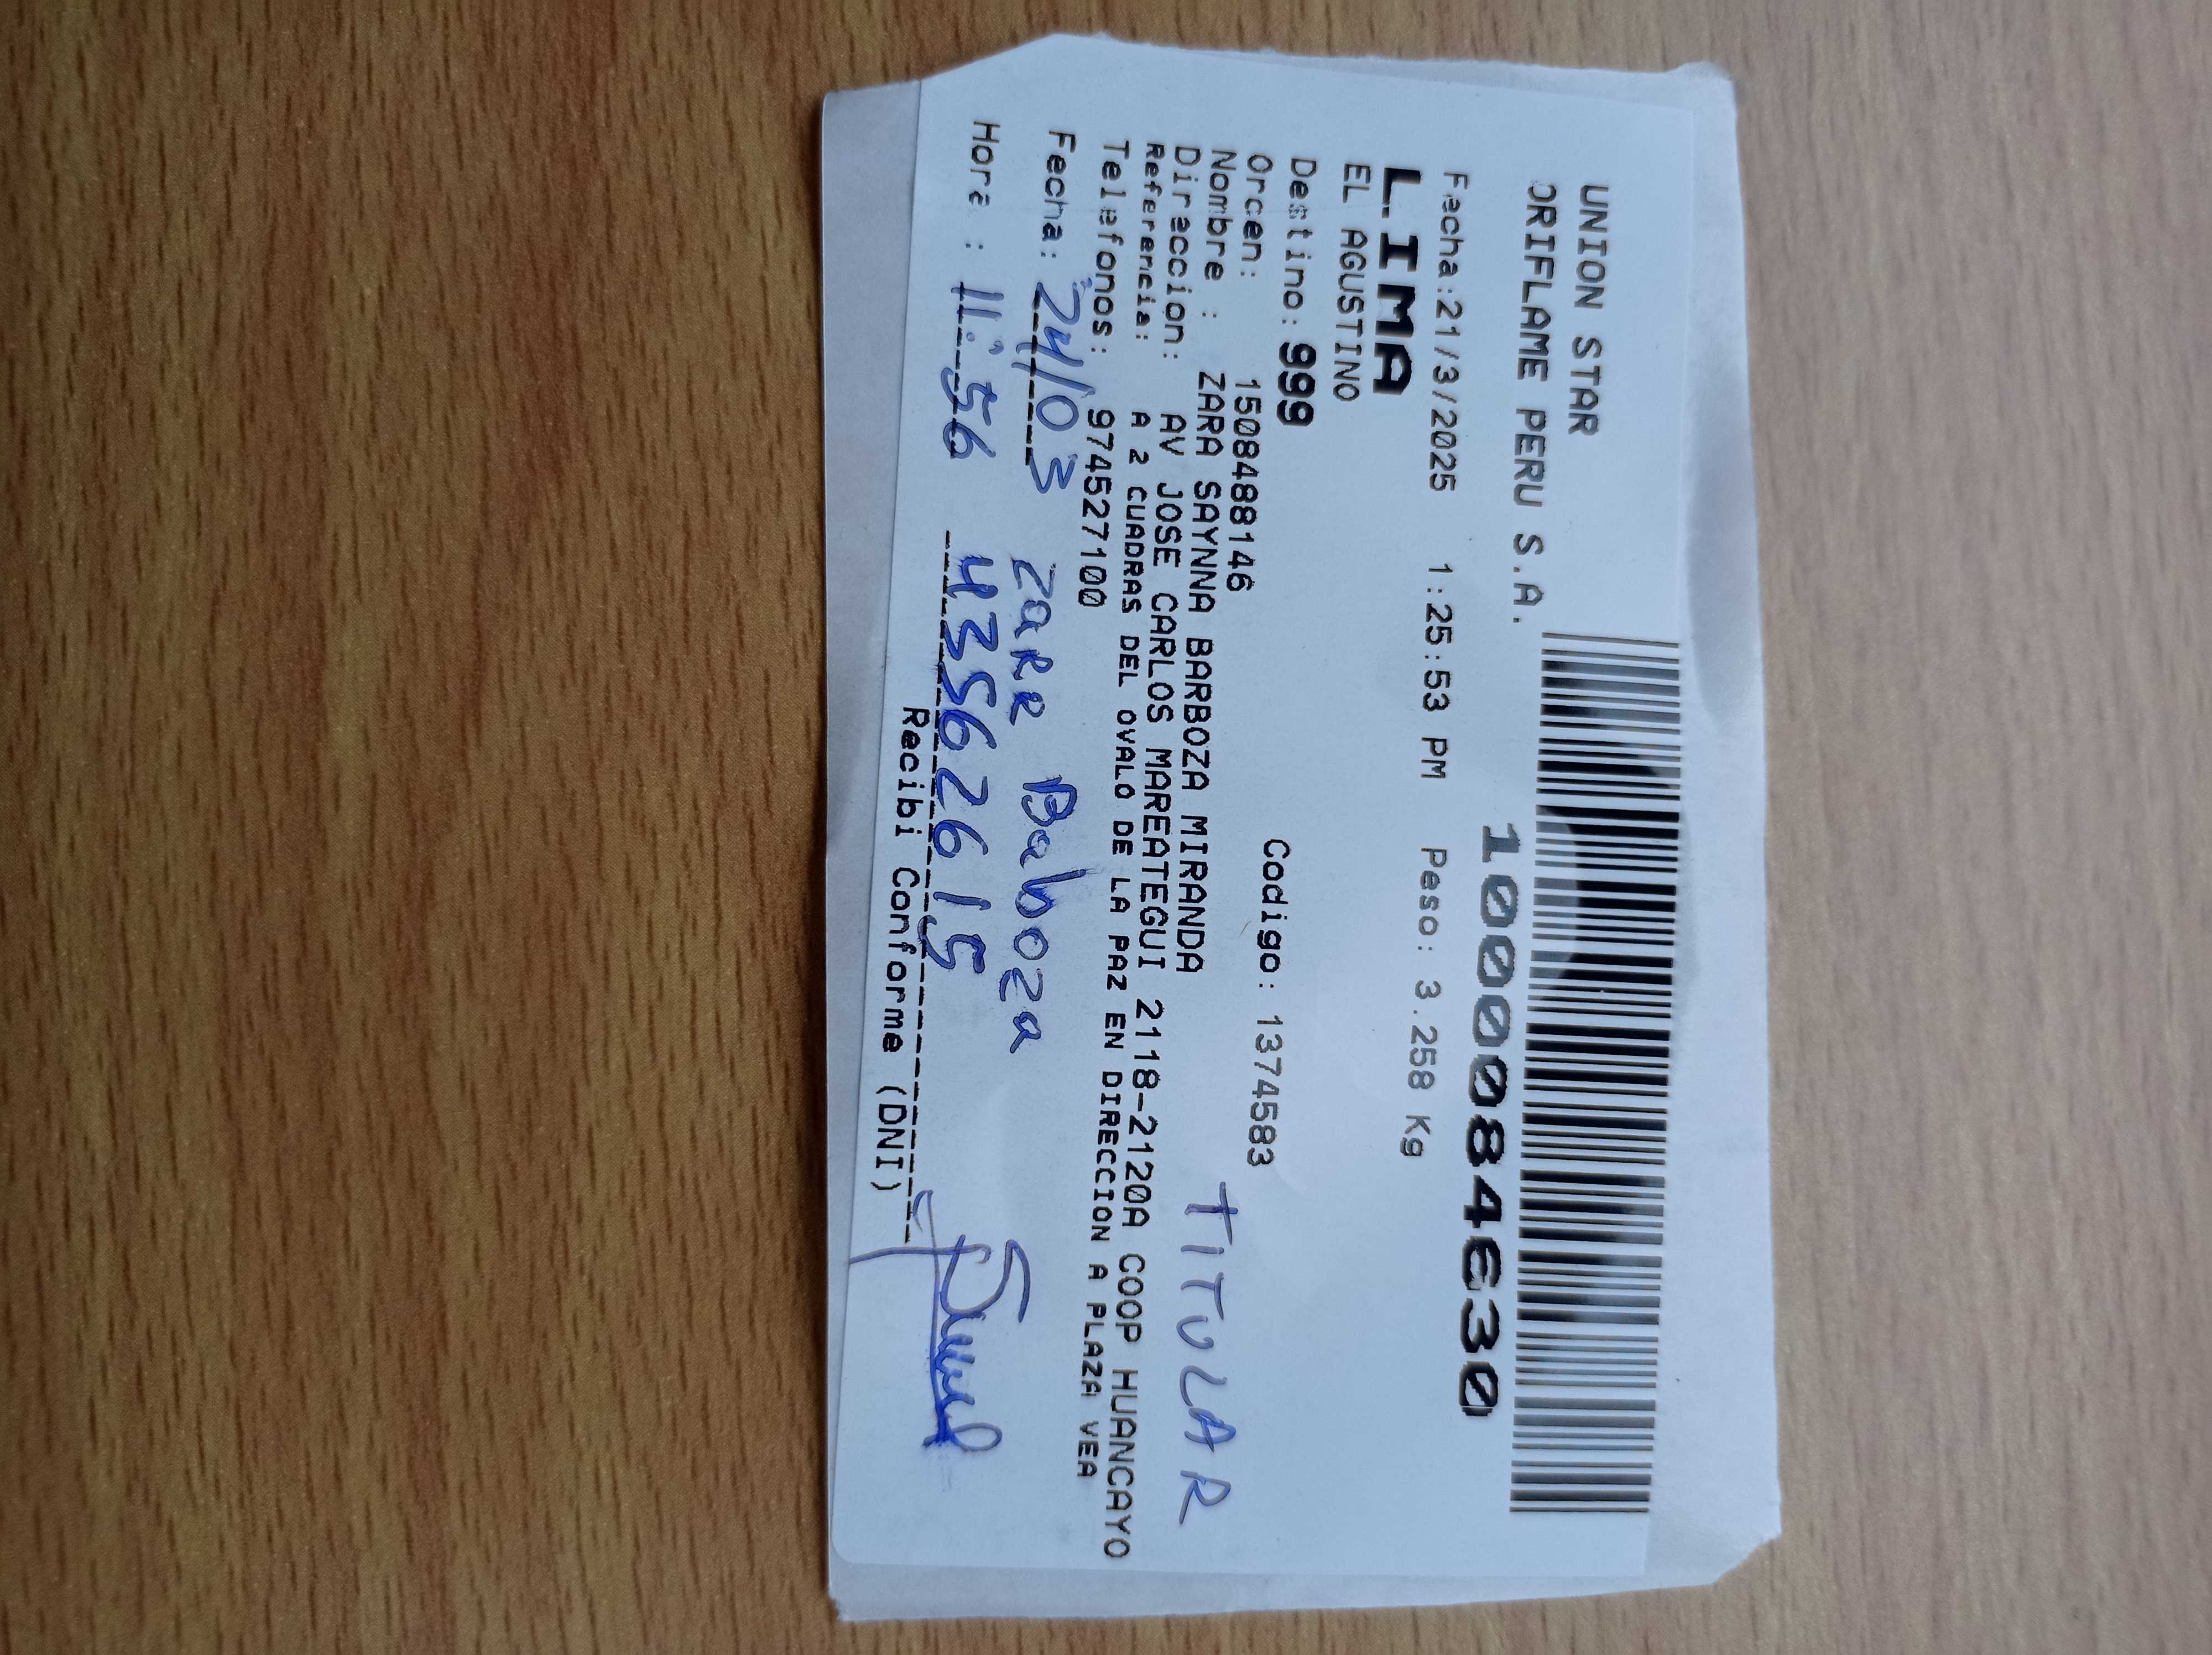 UNION STAR
ORIFLAME PERU S.A.
100000084630
Fecha:21/3/2025 1:25:53 PM Peso: 3.258 Kg
LIMA
EL AGUSTINO
Destino: 999 Codigo: 1374583
Orden: 1508488146
Nombre : ZARA SAYNNA BARBOZA MIRANDA TITULAR
Direccion: AV JOSE CARLOS MAREATEGUI 2118-2120A COOP HUANCAYO
Referencia: A 2 CUADRAS DEL OVALO DE LA PAZ EN DIRECCION A PLAZA VEA
Telefonos: 974527100
Fecha: 24/03 Zara Baboza
Hora : 11:56 43562615
Recibi Conforme (DNI)